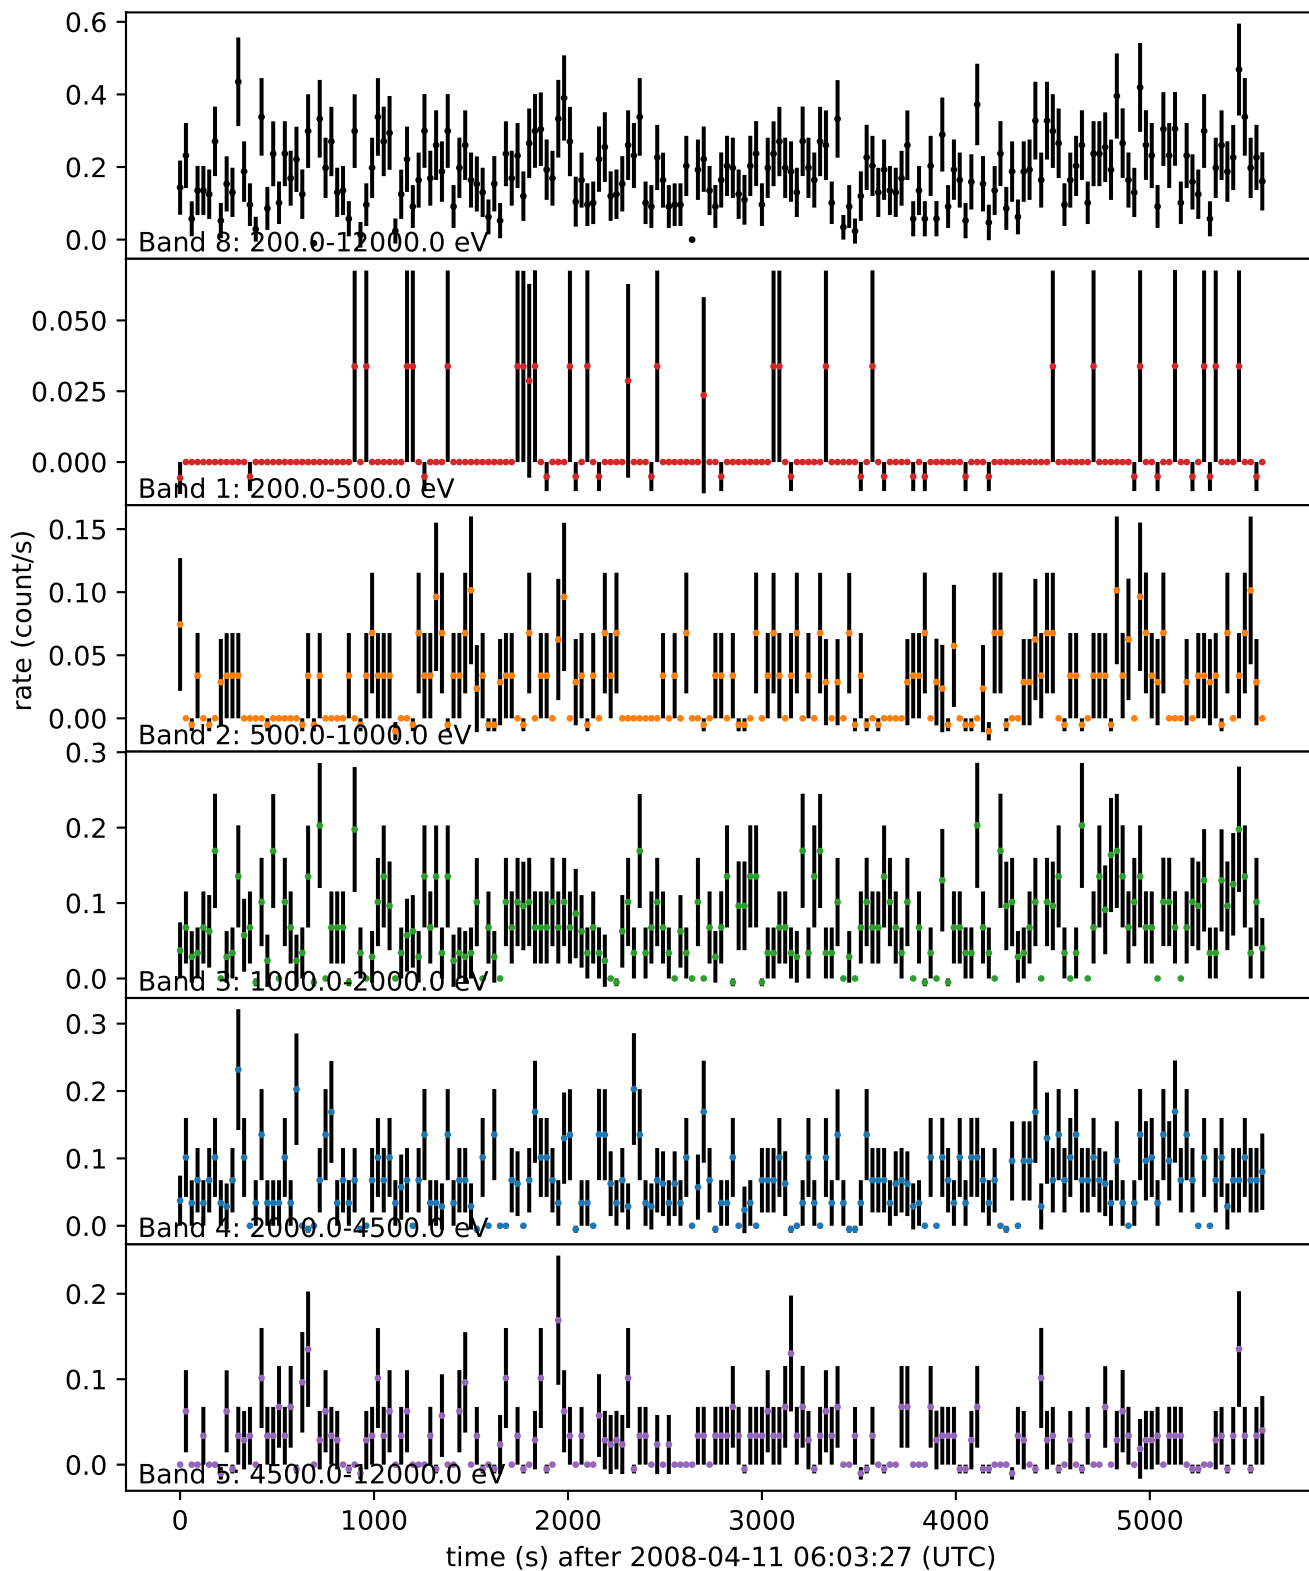 0.6
0.4
0.2
0.0
Band 8: 200.0-12000.0 eV
0.050
0.025
0.000
Band 1: 200.0-500.0 eV
0.15
0.10
0.05
0.00
Band 2: 500.0-1000.0 eV
rate (count/s)
0.3
0.2
0.1
0.0
Band 3: 1000.0-2000.0 eV
0.3
0.2
0.1
0.0
Band 4: 2000.0-4500.0 eV
0.2
0.1
0.0
Band 5: 4500.0-12000.0 eV
0 1000 2000 3000 4000 5000
time (s) after 2008-04-11 06:03:27 (UTC)